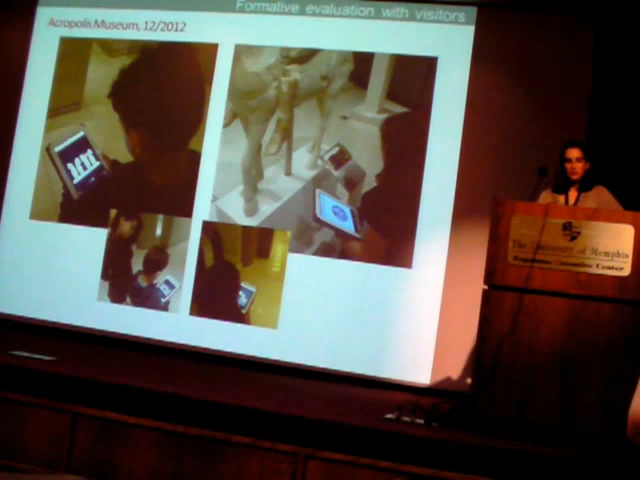 Formative evaluation with visitors
Acropolis Museum, 12/2012
The University of Memphis